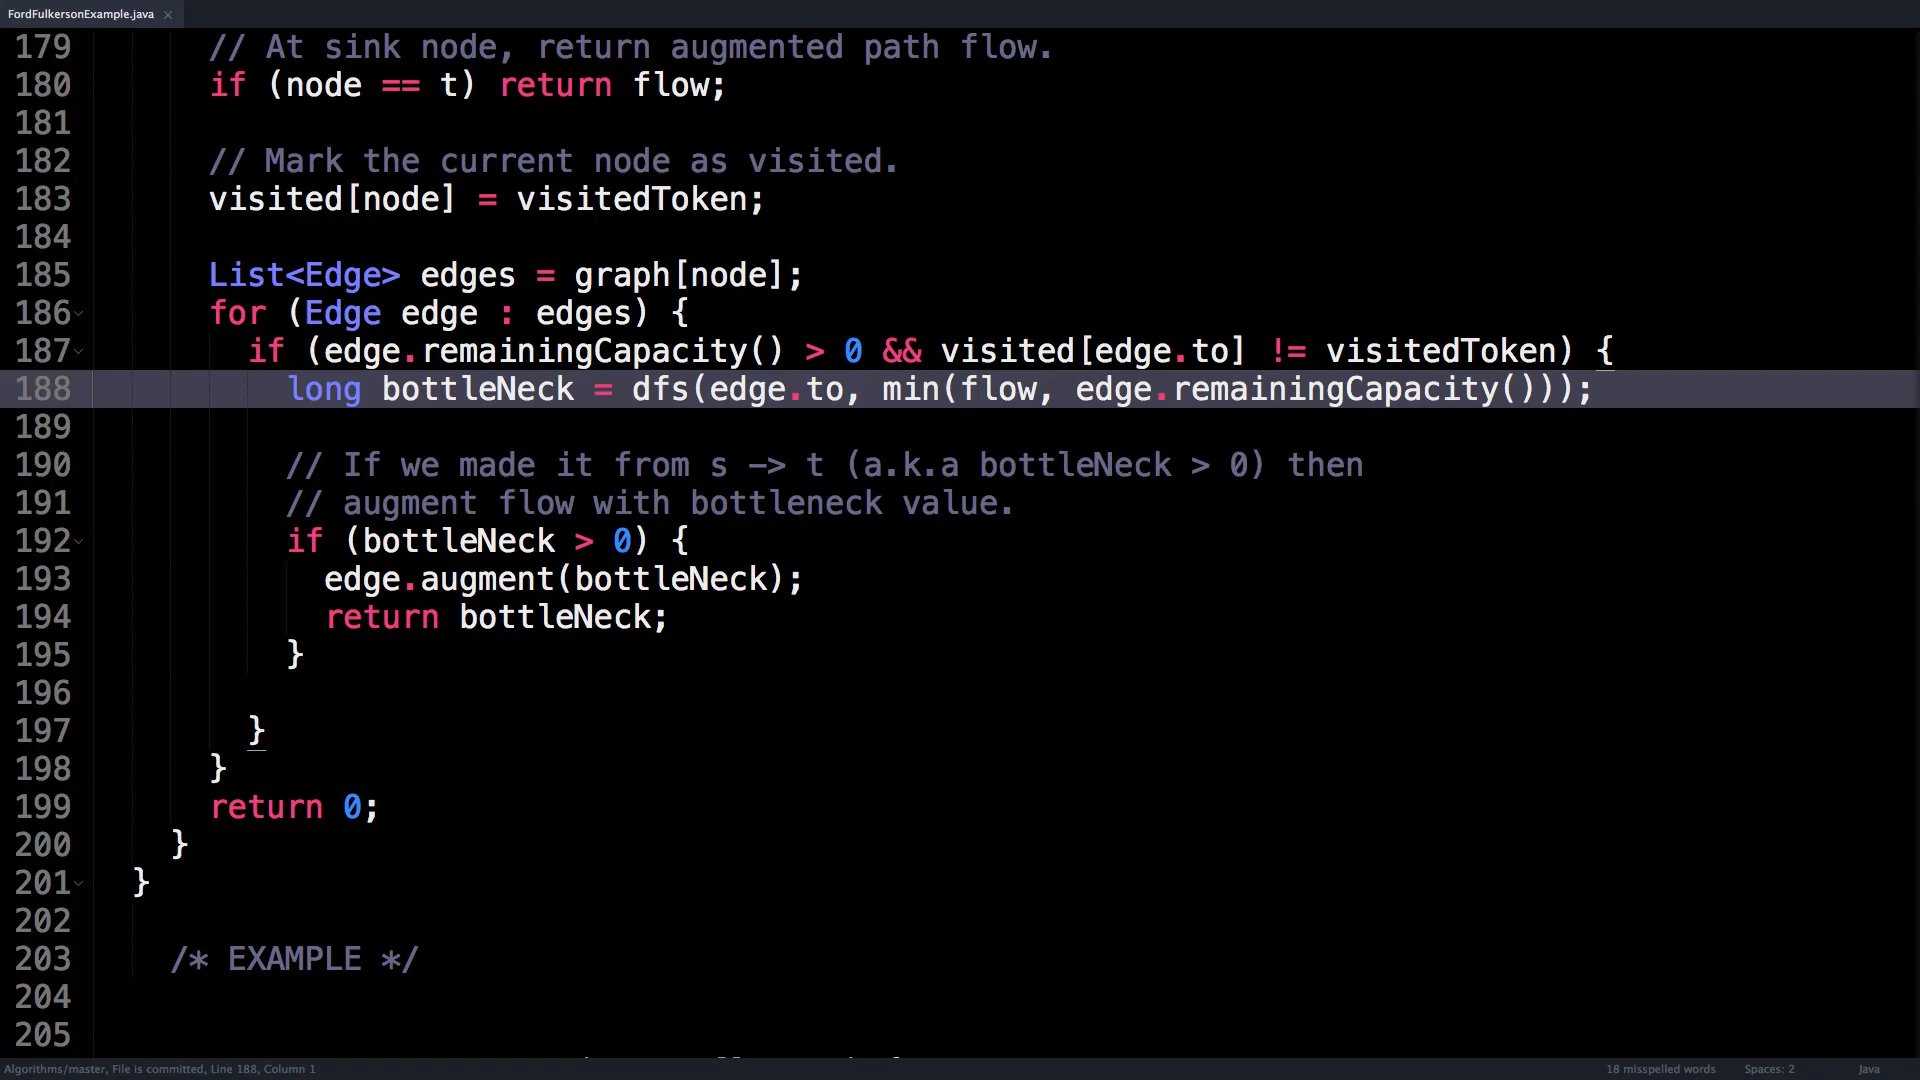 FordFulkersonExample.java ×
179 // At sink node, return augmented path flow.
180 if (node == t) return flow;
181
182 // Mark the current node as visited.
183 visited[node] = visitedToken;
184
185 List<Edge> edges = graph[node];
186 for (Edge edge : edges) {
187 if (edge.remainingCapacity() > 0 && visited[edge.to] != visitedToken) {
188 long bottleNeck = dfs(edge.to, min(flow, edge.remainingCapacity()));
189
190 // If we made it from s -> t (a.k.a bottleNeck > 0) then
191 // augment flow with bottleneck value.
192 if (bottleNeck > 0) {
193 edge.augment(bottleNeck);
194 return bottleNeck;
195 }
196
197 }
198 }
199 return 0;
200 }
201 }
202
203 /* EXAMPLE */
204
205
Algorithms/master, File is committed, Line 188, Column 1 18 misspelled words Spaces: 2 Java